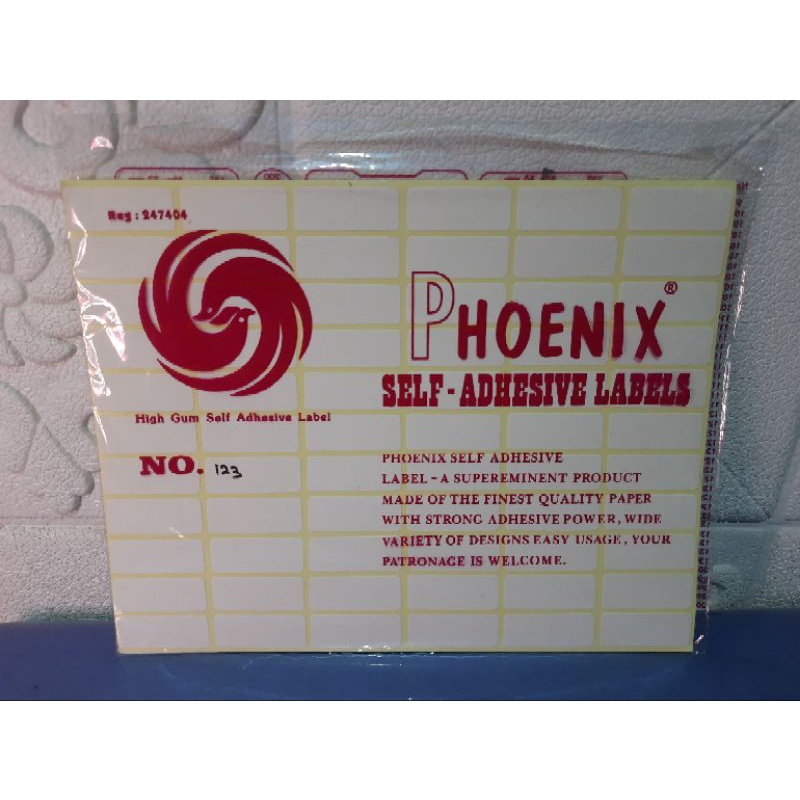 Reg : 247404
PHOENIX ®
SELF-ADHESIVE LABELS
High Gum Self Adhesive Label
NO. 123
PHOENIX SELF ADHESIVE
LABEL - A SUPEREMINENT PRODUCT
MADE OF THE FINEST QUALITY PAPER
WITH STRONG ADHESIVE POWER, WIDE
VARIETY OF DESIGNS EASY USAGE, YOUR
PATRONAGE IS WELCOME.